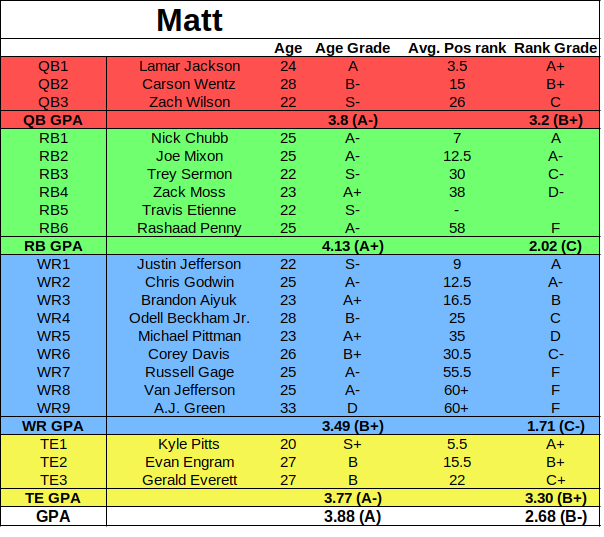 Matt
Age Age Grade Avg. Pos rank Rank Grade
QB1 Lamar Jackson 24 A 3.5 A+
QB2 Carson Wentz 28 B- 15 B+
QB3 Zach Wilson 22 S- 26 C
QB GPA 3.8 (A-) 3.2 (B+)
RB1 Nick Chubb 25 A- 7 A
RB2 Joe Mixon 25 A- 12.5 A-
RB3 Trey Sermon 22 S- 30 C-
RB4 Zack Moss 23 A+ 38 D-
RB5 Travis Etienne 22 S- -
RB6 Rashaad Penny 25 A- 58 F
RB GPA 4.13 (A+) 2.02 (C)
WR1 Justin Jefferson 22 S- 9 A
WR2 Chris Godwin 25 A- 12.5 A-
WR3 Brandon Aiyuk 23 A+ 16.5 B
WR4 Odell Beckham Jr. 28 B- 25 C
WR5 Michael Pittman 23 A+ 35 D
WR6 Corey Davis 26 B+ 30.5 C-
WR7 Russell Gage 25 A- 55.5 F
WR8 Van Jefferson 25 A- 60+ F
WR9 A.J. Green 33 D 60+ F
WR GPA 3.49 (B+) 1.71 (C-)
TE1 Kyle Pitts 20 S+ 5.5 A+
TE2 Evan Engram 27 B 15.5 B+
TE3 Gerald Everett 27 B 22 C+
TE GPA 3.77 (A-) 3.30 (B+)
GPA 3.88 (A) 2.68 (B-)